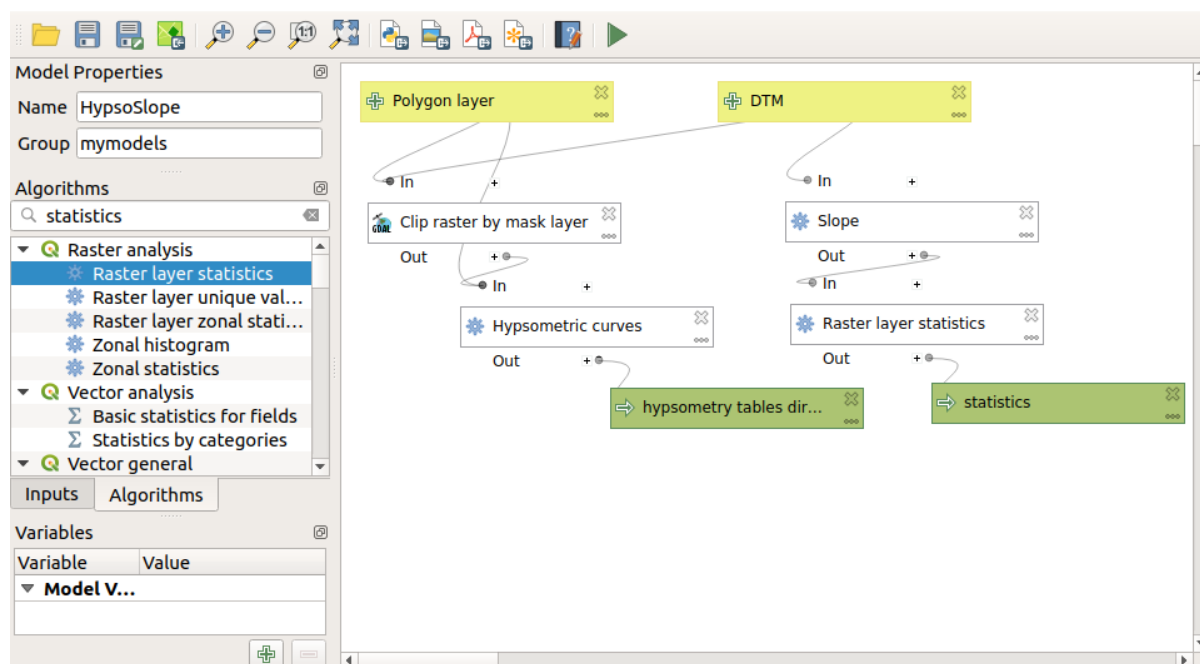 1:1
Model Properties
Name HypsoSlope
Group mymodels
Algorithms
statistics
Raster analysis
Raster layer statistics
Raster layer unique val...
Raster layer zonal stati...
Zonal histogram
Zonal statistics
Vector analysis
Σ Basic statistics for fields
Σ Statistics by categories
Vector general
Inputs Algorithms
Variables
Variable Value
Model V...
Polygon layer
DTM
In +
In +
GDAL Clip raster by mask layer
Slope
Out +
Out +
In +
In +
Hypsometric curves
Raster layer statistics
Out +
Out +
hypsometry tables dir...
statistics